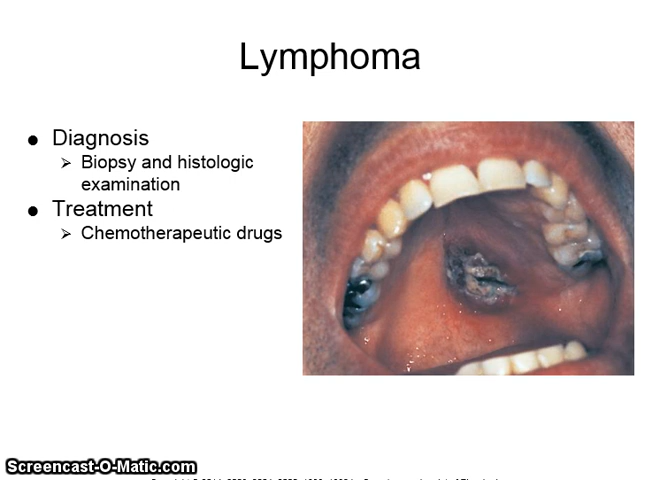 Lymphoma
● Diagnosis
➢ Biopsy and histologic
examination
● Treatment
➢ Chemotherapeutic drugs
Screencast-O-Matic.com